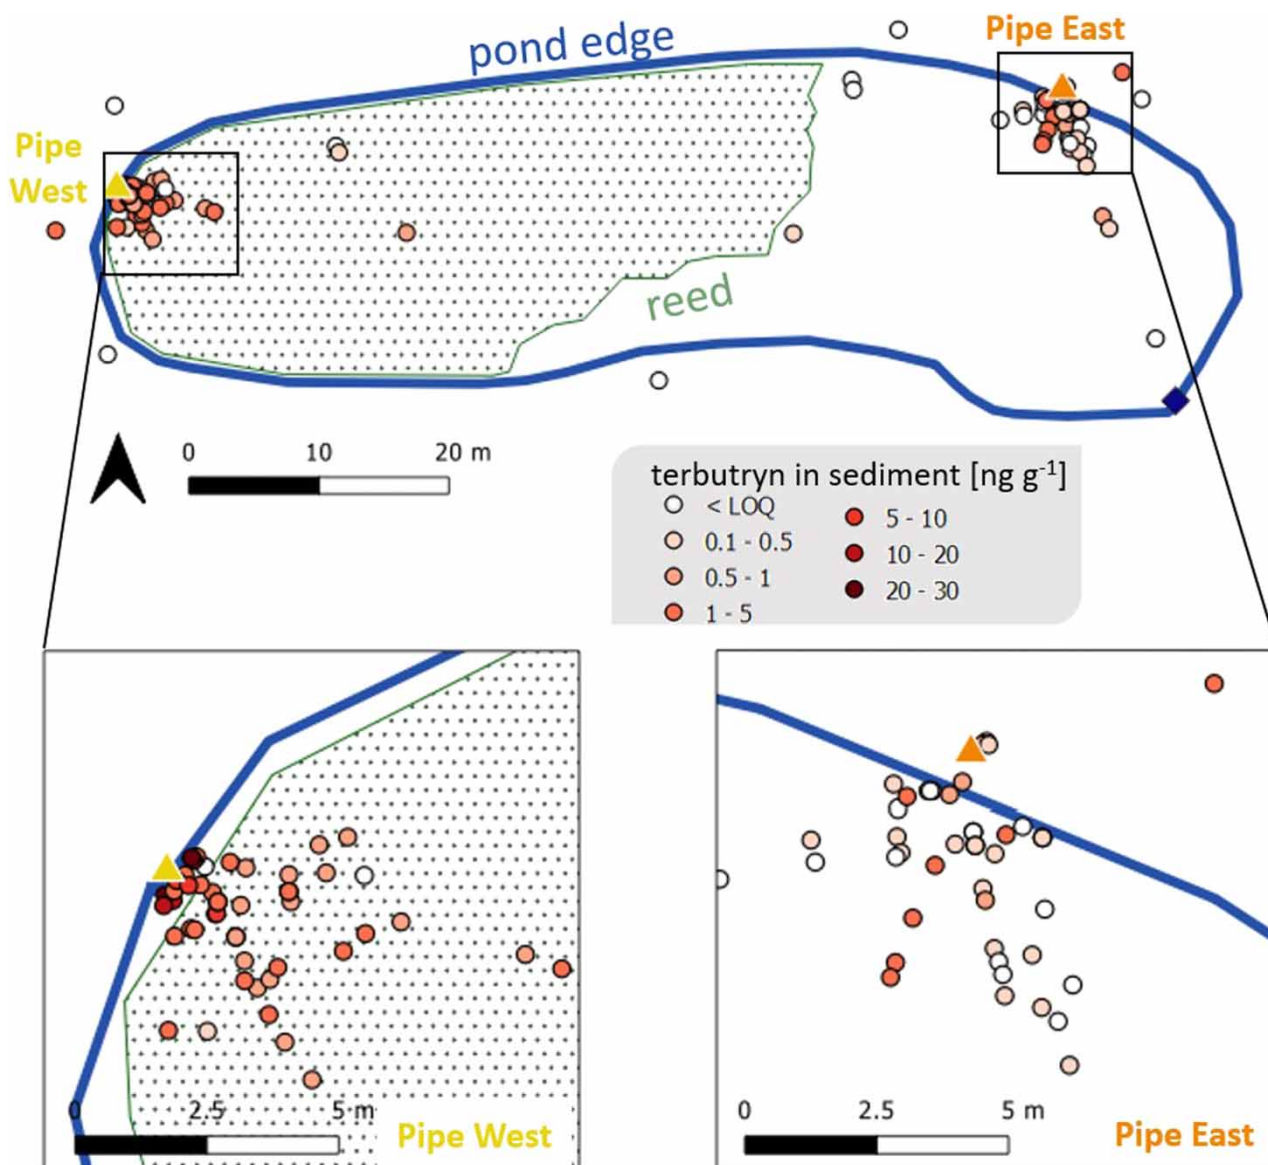 pond edge
Pipe East
Pipe
West
reed
0 10 20 m
terbutryn in sediment [ng g⁻¹]
< LOQ
0.1 - 0.5
0.5 - 1
1 - 5
5 - 10
10 - 20
20 - 30
0 2.5 5 m
Pipe West
0 2.5 5 m
Pipe East